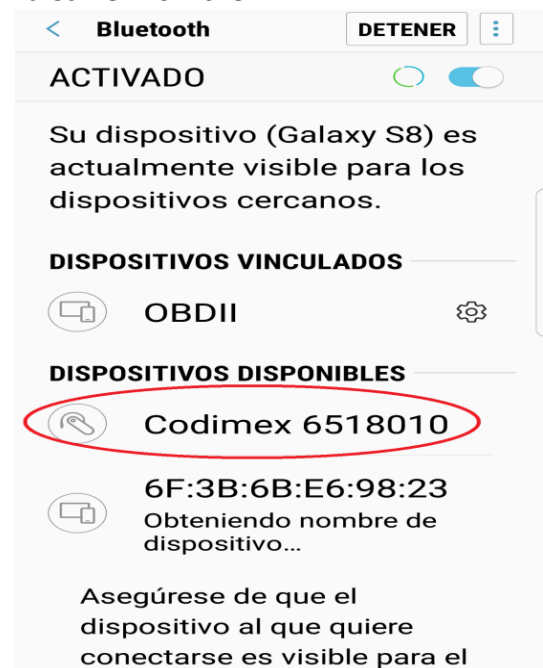 Bluetooth
DETENER
ACTIVADO
Su dispositivo (Galaxy S8) es
actualmente visible para los
dispositivos cercanos.
DISPOSITIVOS VINCULADOS
OBDII
DISPOSITIVOS DISPONIBLES
Codimex 6518010
6F:3B:6B:E6:98:23
Obteniendo nombre de
dispositivo...
Asegúrese de que el
dispositivo al que quiere
conectarse es visible para el